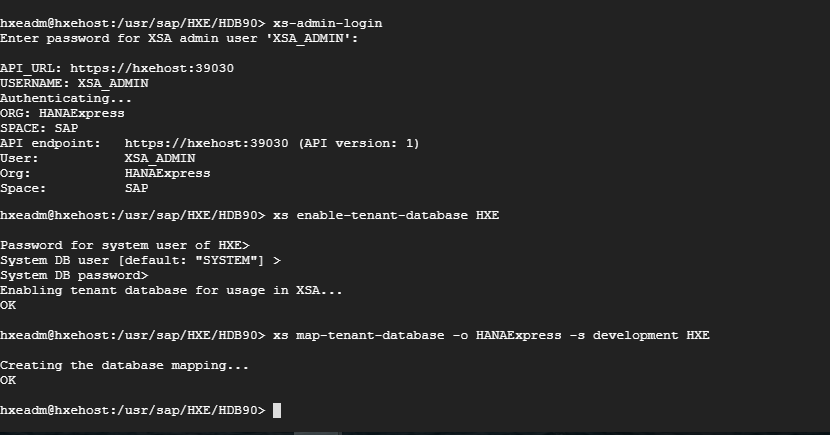 hxeadm@hxehost:/usr/sap/HXE/HDB90> xs-admin-login
Enter password for XSA admin user 'XSA_ADMIN':
API_URL: https://hxehost:39030
USERNAME: XSA_ADMIN
Authenticating...
ORG: HANAExpress
SPACE: SAP
API endpoint:   https://hxehost:39030 (API version: 1)
User:           XSA_ADMIN
Org:            HANAExpress
Space:          SAP
hxeadm@hxehost:/usr/sap/HXE/HDB90> xs enable-tenant-database HXE
Password for system user of HXE>
System DB user [default: "SYSTEM"] >
System DB password>
Enabling tenant database for usage in XSA...
OK
hxeadm@hxehost:/usr/sap/HXE/HDB90> xs map-tenant-database -o HANAExpress -s development HXE
Creating the database mapping...
OK
hxeadm@hxehost:/usr/sap/HXE/HDB90>